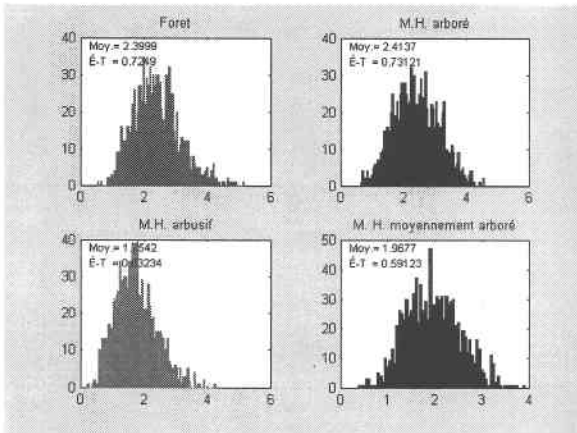 Foret
40
Moy.= 2.3999
É-T = 0.7249
30
20
10
0
0 2 4 6
M.H. arboré
40
Moy.= 2.4137
É-T = 0.73121
30
20
10
0
0 2 4 6
M.H. arbusif
40
Moy.=
É-T =
30
20
10
0
0 2 4 6
M. H. moyennement arboré
50
Moy.= 1.9677
É-T = 0.59123
40
30
20
10
0
0 1 2 3 4